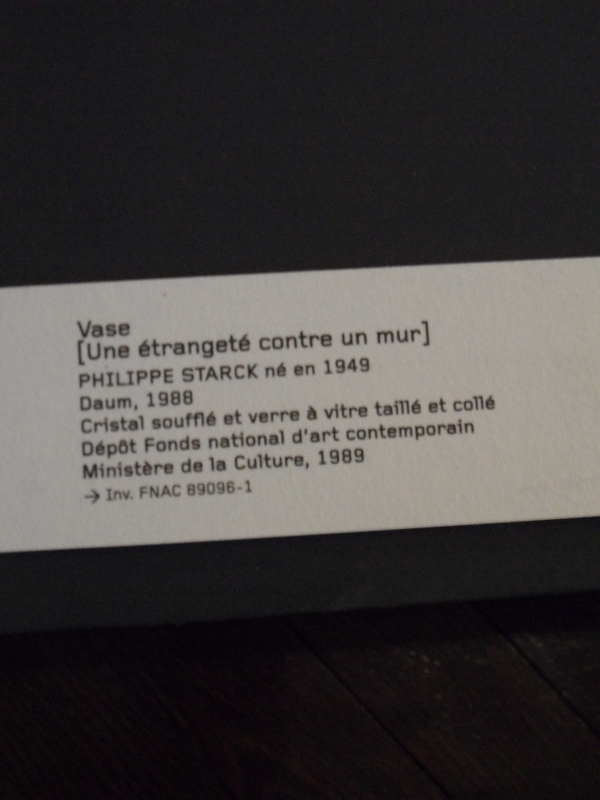 Vase
[Une étrangeté contre un mur]
PHILIPPE STARCK né en 1949
Daum, 1988
Cristal soufflé et verre à vitre taillé et collé
Dépôt Fonds national d'art contemporain
Ministère de la Culture, 1989
→ Inv. FNAC 89096-1